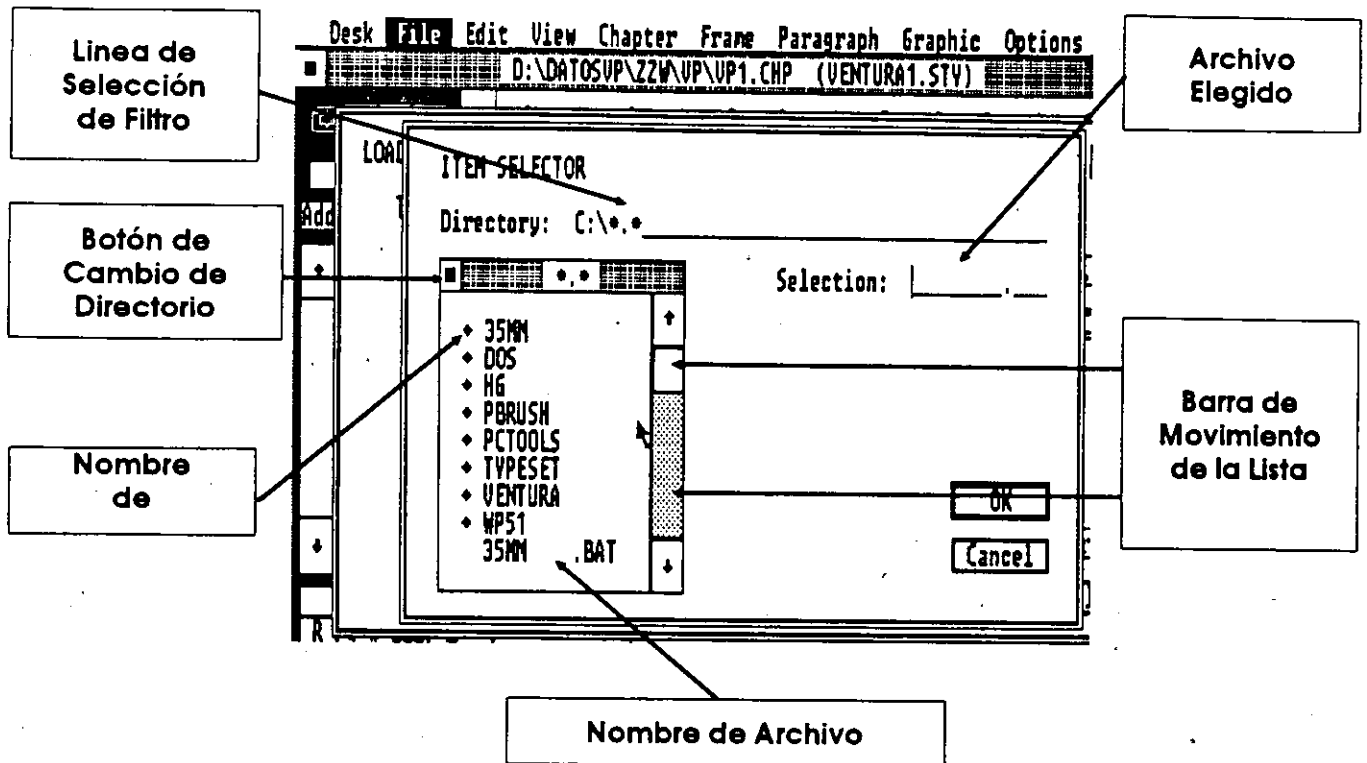 Desk File Edit View Chapter Frame Paragraph Graphic Options
D:\DATOSVP\ZZW\VP\VP1.CHP (VENTURA1.STY)
Linea de
Selección
de Filtro
Archivo
Elegido
LOAD
ITEM SELECTOR
Add
Directory: C:\*.*
Botón de
Cambio de
Directorio
*.*
Selection:
35MM
DOS
HG
PBRUSH
PCTOOLS
TYPESET
VENTURA
WP51
35MM .BAT
Barra de
Movimiento
de la Lista
Nombre
de
OK
Cancel
R
Nombre de Archivo